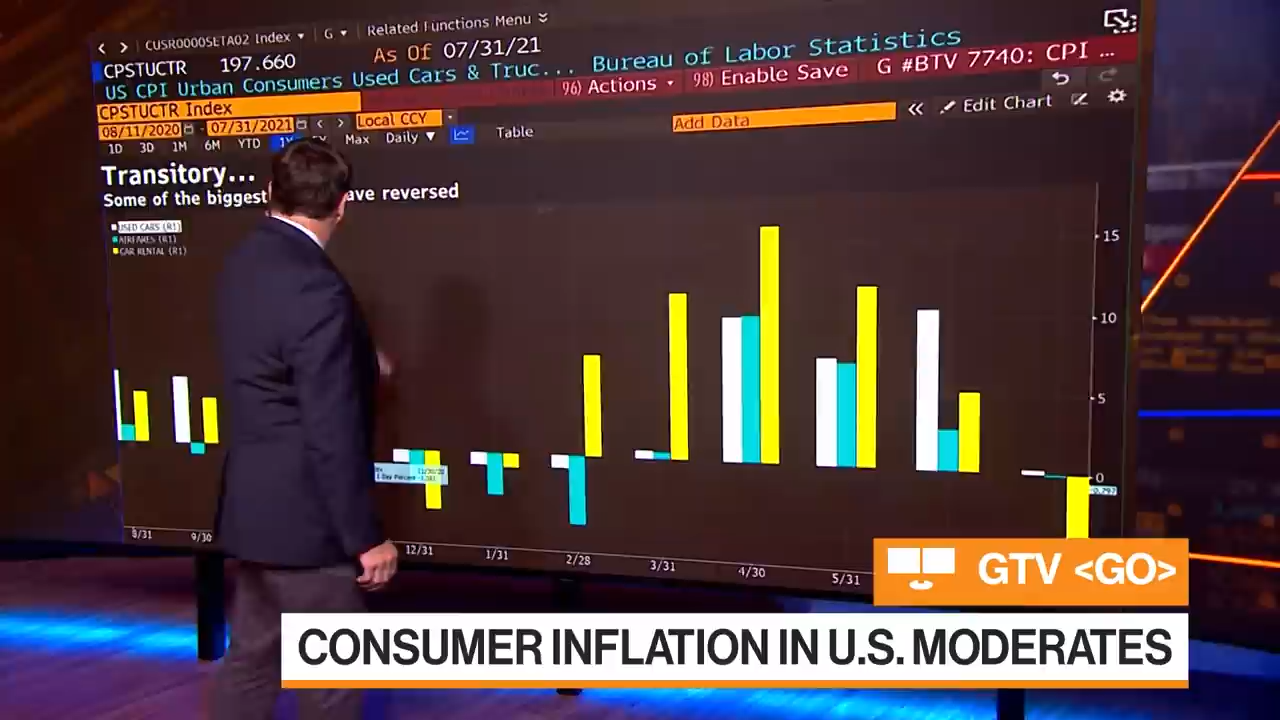 < > CUSR0000SETA02 Index ▾ G ▾ Related Functions Menu
CPSTUCTR 197.660 As Of 07/31/21
US CPI Urban Consumers Used Cars & Truc... Bureau of Labor Statistics
96) Actions ▾ 98) Enable Save G #BTV 7740: CPI ...
CPSTUCTR Index
08/11/2020 - 07/31/2021 < > Local CCY Add Data « Edit Chart
1D 3D 1M 6M YTD 1Y Max Daily ▼ Table
Transitory...
Some of the biggest ave reversed
USED CARS (R1)
AIRFARES (R1)
CAR RENTAL (R1)
15
10
5
0
-0.797
8/31 9/30 12/31 1/31 2/28 3/31 4/30 5/31
GTV <GO>
CONSUMER INFLATION IN U.S. MODERATES